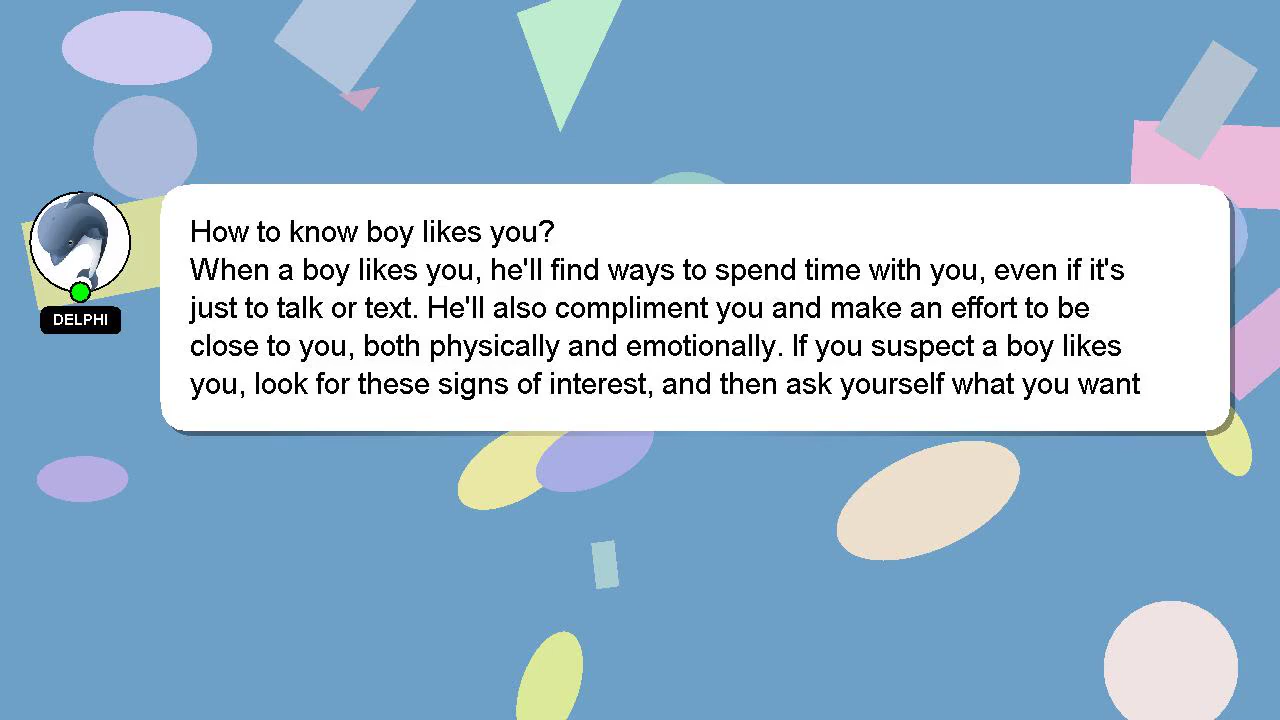 How to know boy likes you?
When a boy likes you, he'll find ways to spend time with you, even if it's
just to talk or text. He'll also compliment you and make an effort to be
close to you, both physically and emotionally. If you suspect a boy likes
you, look for these signs of interest, and then ask yourself what you want
DELPHI